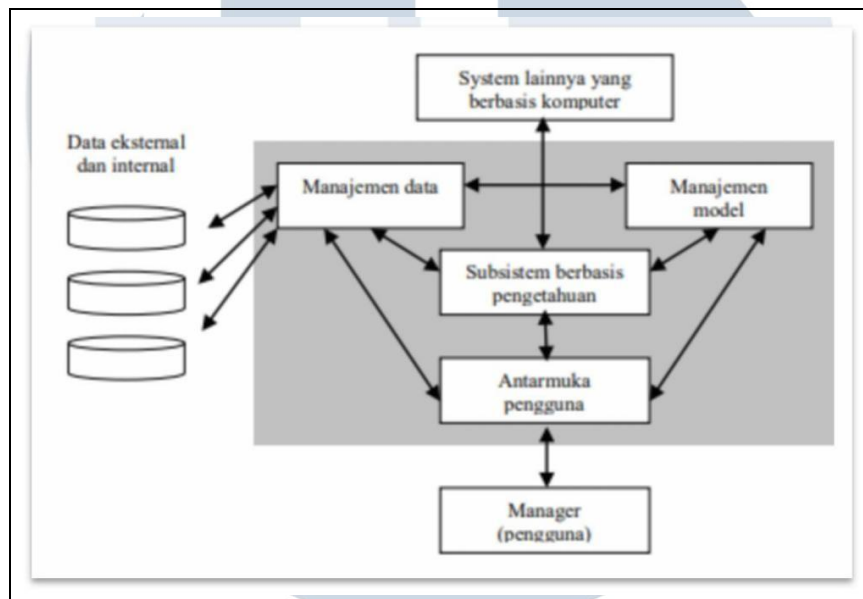 System lainnya yang
berbasis komputer
Data eksternal
dan internal
Manajemen data
Manajemen
model
Subsistem berbasis
pengetahuan
Antarmuka
pengguna
Manager
(pengguna)